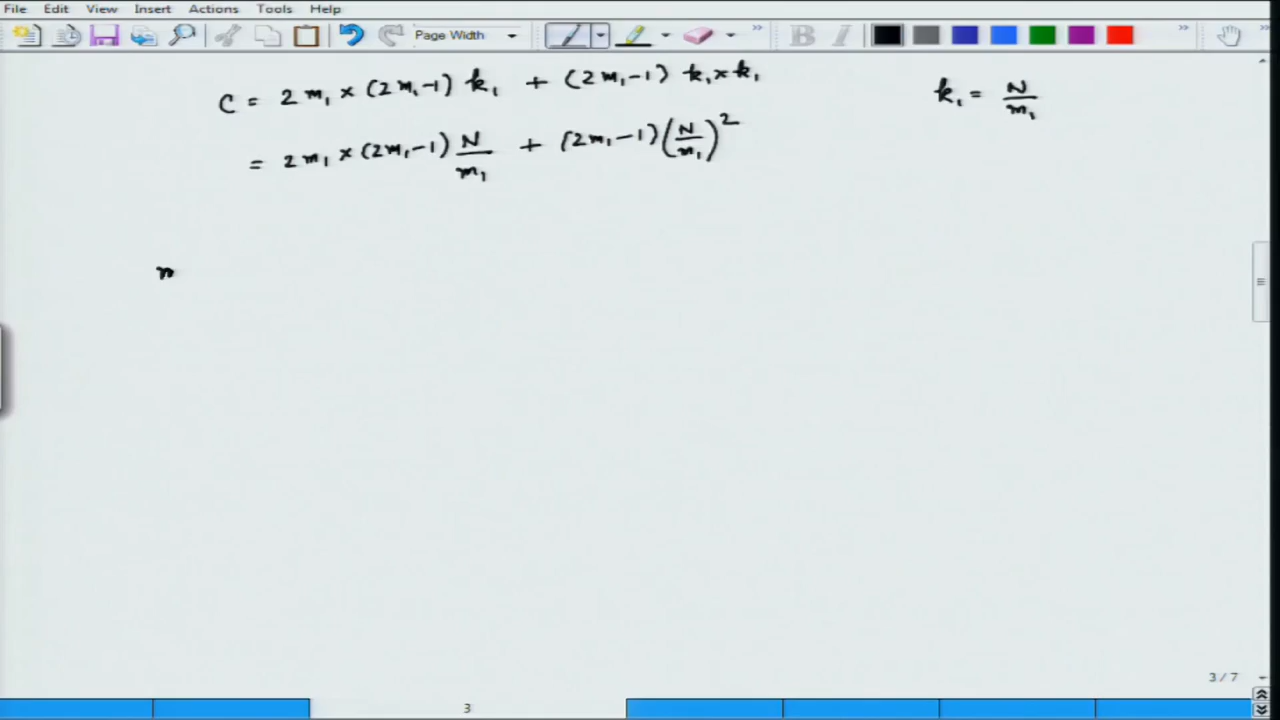 File Edit View Insert Actions Tools Help
Page Width
B I
C = 2m₁ × (2m₁-1) k₁ + (2m₁-1) k₁×k₁
k₁ = N/m₁
= 2m₁ × (2m₁-1) N/m₁ + (2m₁-1)(N/m₁)²
m
3 / 7
3